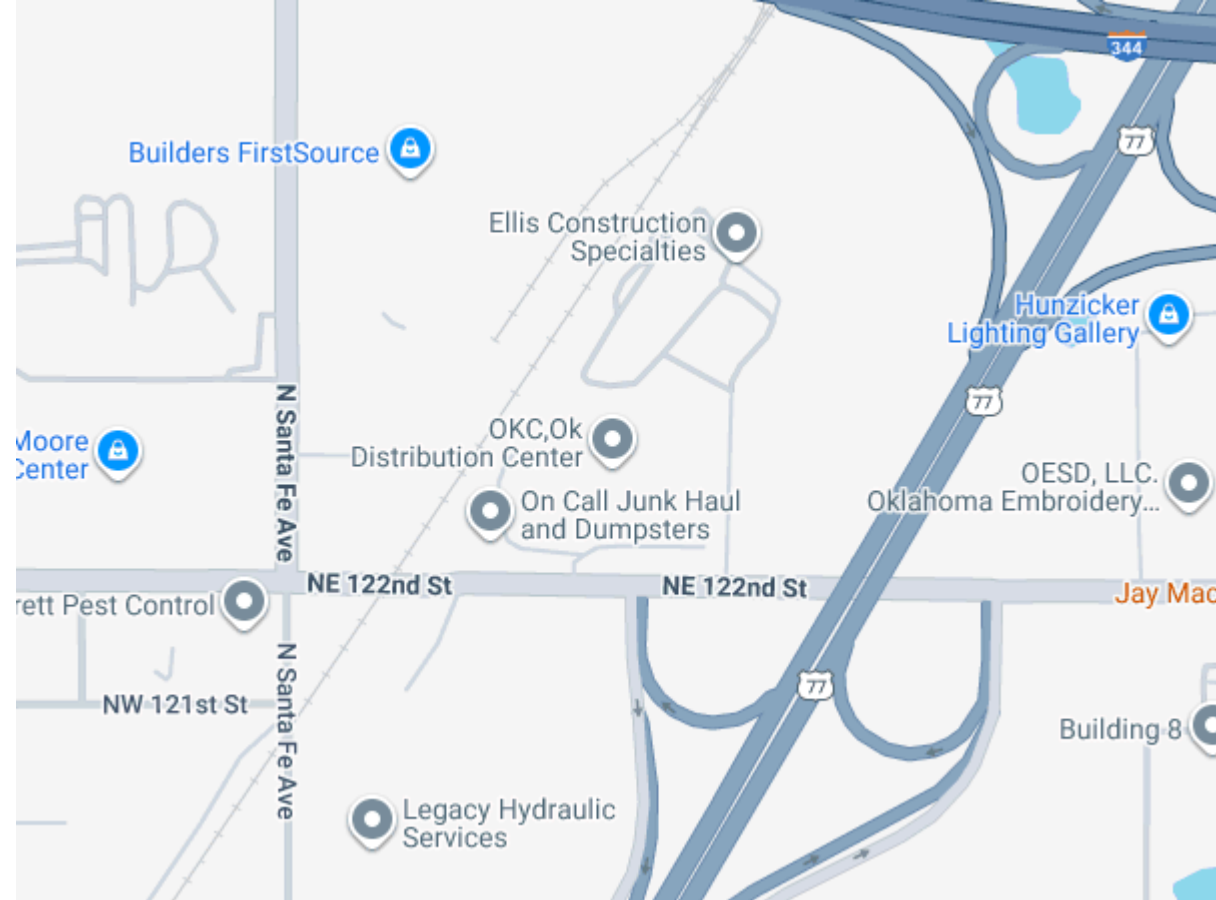 344
77
Builders FirstSource
Ellis Construction
Specialties
Hunzicker
Lighting Gallery
77
N Santa Fe Ave
OKC,Ok
Distribution Center
Moore
Center
OESD, LLC.
Oklahoma Embroidery...
On Call Junk Haul
and Dumpsters
NE 122nd St
NE 122nd St
Jay Mac
rett Pest Control
N Santa Fe Ave
77
NW 121st St
Building 8
Legacy Hydraulic
Services